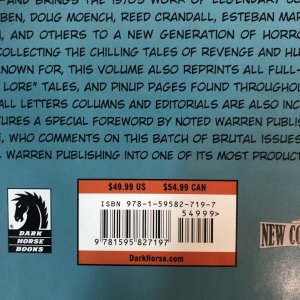 AND BRINGS THE 1970S WORK OF LEGENDARY CO
BEN, DOUG MOENCH, REED CRANDALL, ESTEBAN MAR
N, AND OTHERS TO A NEW GENERATION OF HORRO
COLLECTING THE CHILLING TALES OF REVENGE AND HU
KNOWN FOR, THIS VOLUME ALSO REPRINTS ALL FULL-
LORE" TALES, AND PINUP PAGES FOUND THROUGHOU
ALL LETTERS COLUMNS AND EDITORIALS ARE ALSO INC
TURES A SPECIAL FOREWORD BY NOTED WARREN PUBLISH
E, WHO COMMENTS ON THIS BATCH OF BRUTAL ISSUES
L WARREN PUBLISHING INTO ONE OF ITS MOST PRODUCT
$49.99 US $54.99 CAN
ISBN 978-1-59582-719-7
54999>
9 781595 827197
DarkHorse.com
DARK
HORSE
BOOKS
NEW CO